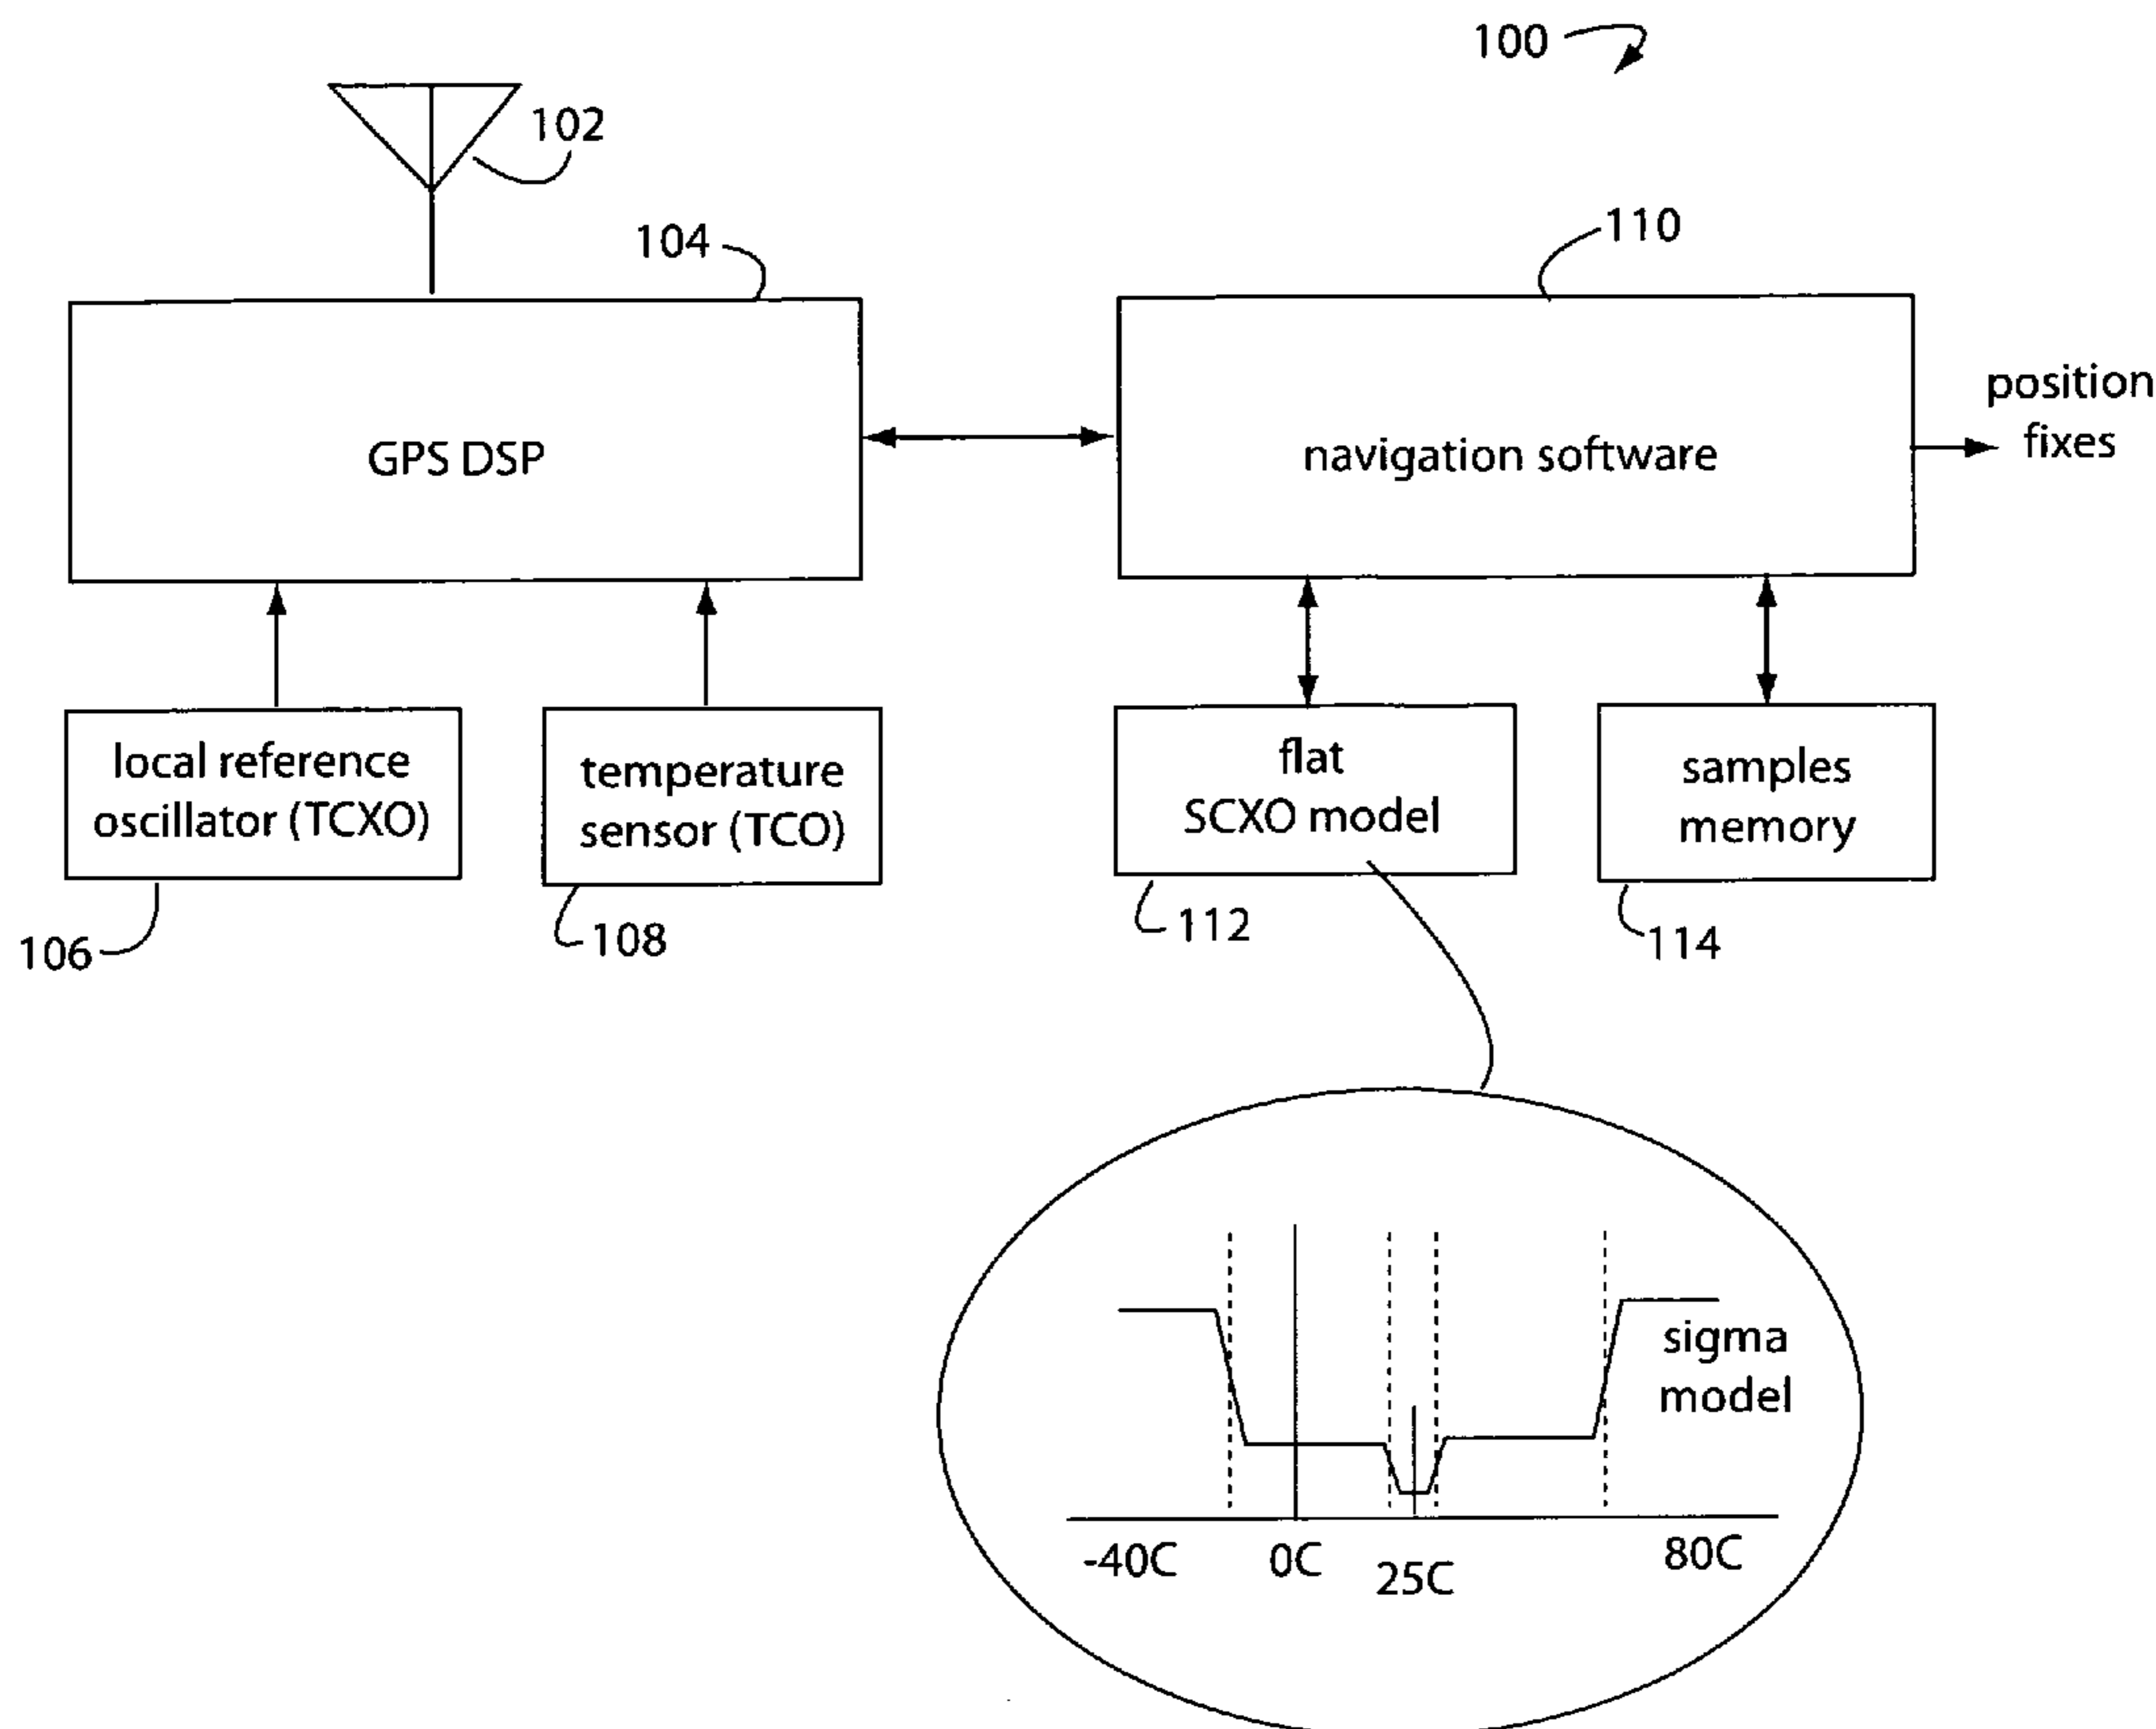 100
102
104
110
GPS DSP
navigation software
position
fixes
local reference
oscillator (TCXO)
temperature
sensor (TCO)
flat
SCXO model
samples
memory
106
108
112
114
sigma
model
-40C
0C
25C
80C